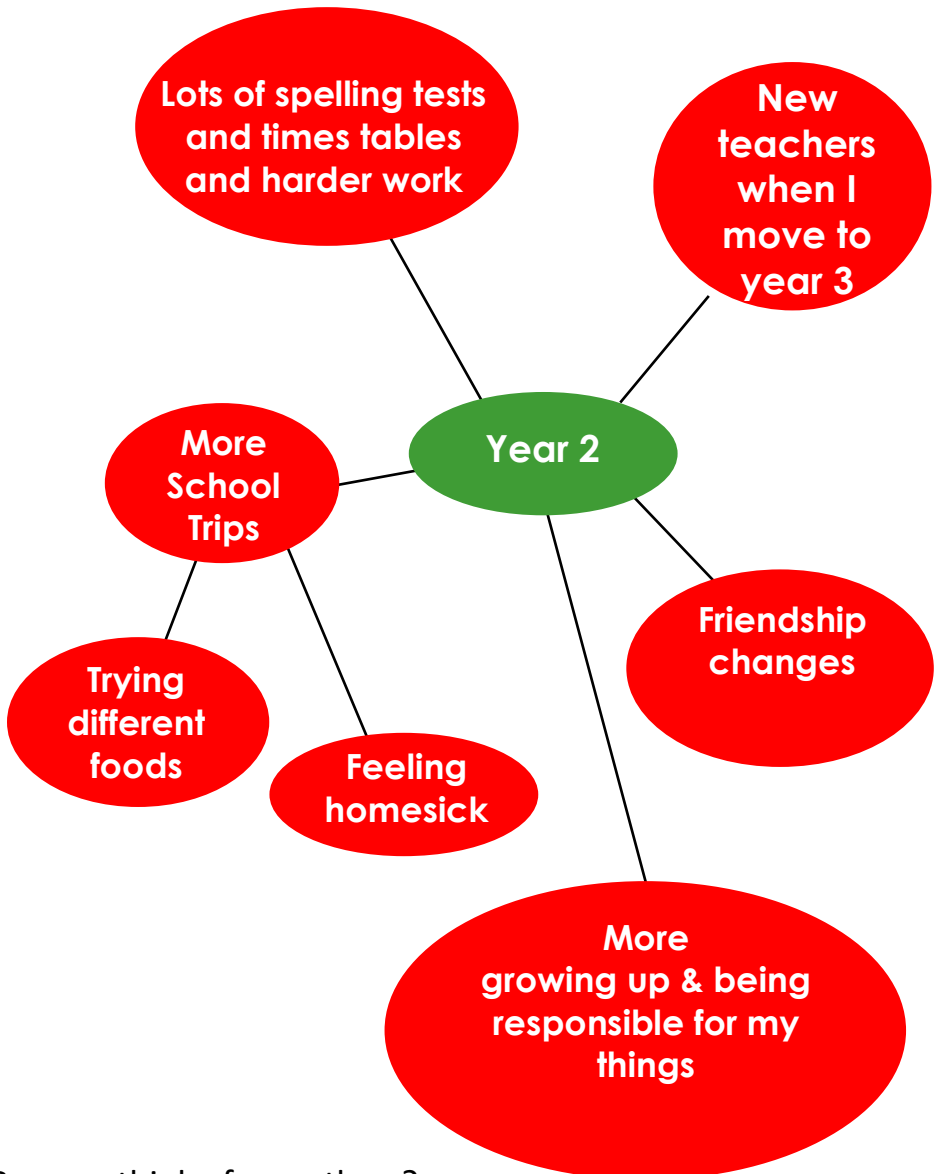 Lots of spelling tests
and times tables
and harder work
New
teachers
when I
move to
year 3
Year 2
More
School
Trips
Friendship
changes
Trying
different
foods
Feeling
homesick
More
growing up & being
responsible for my
things